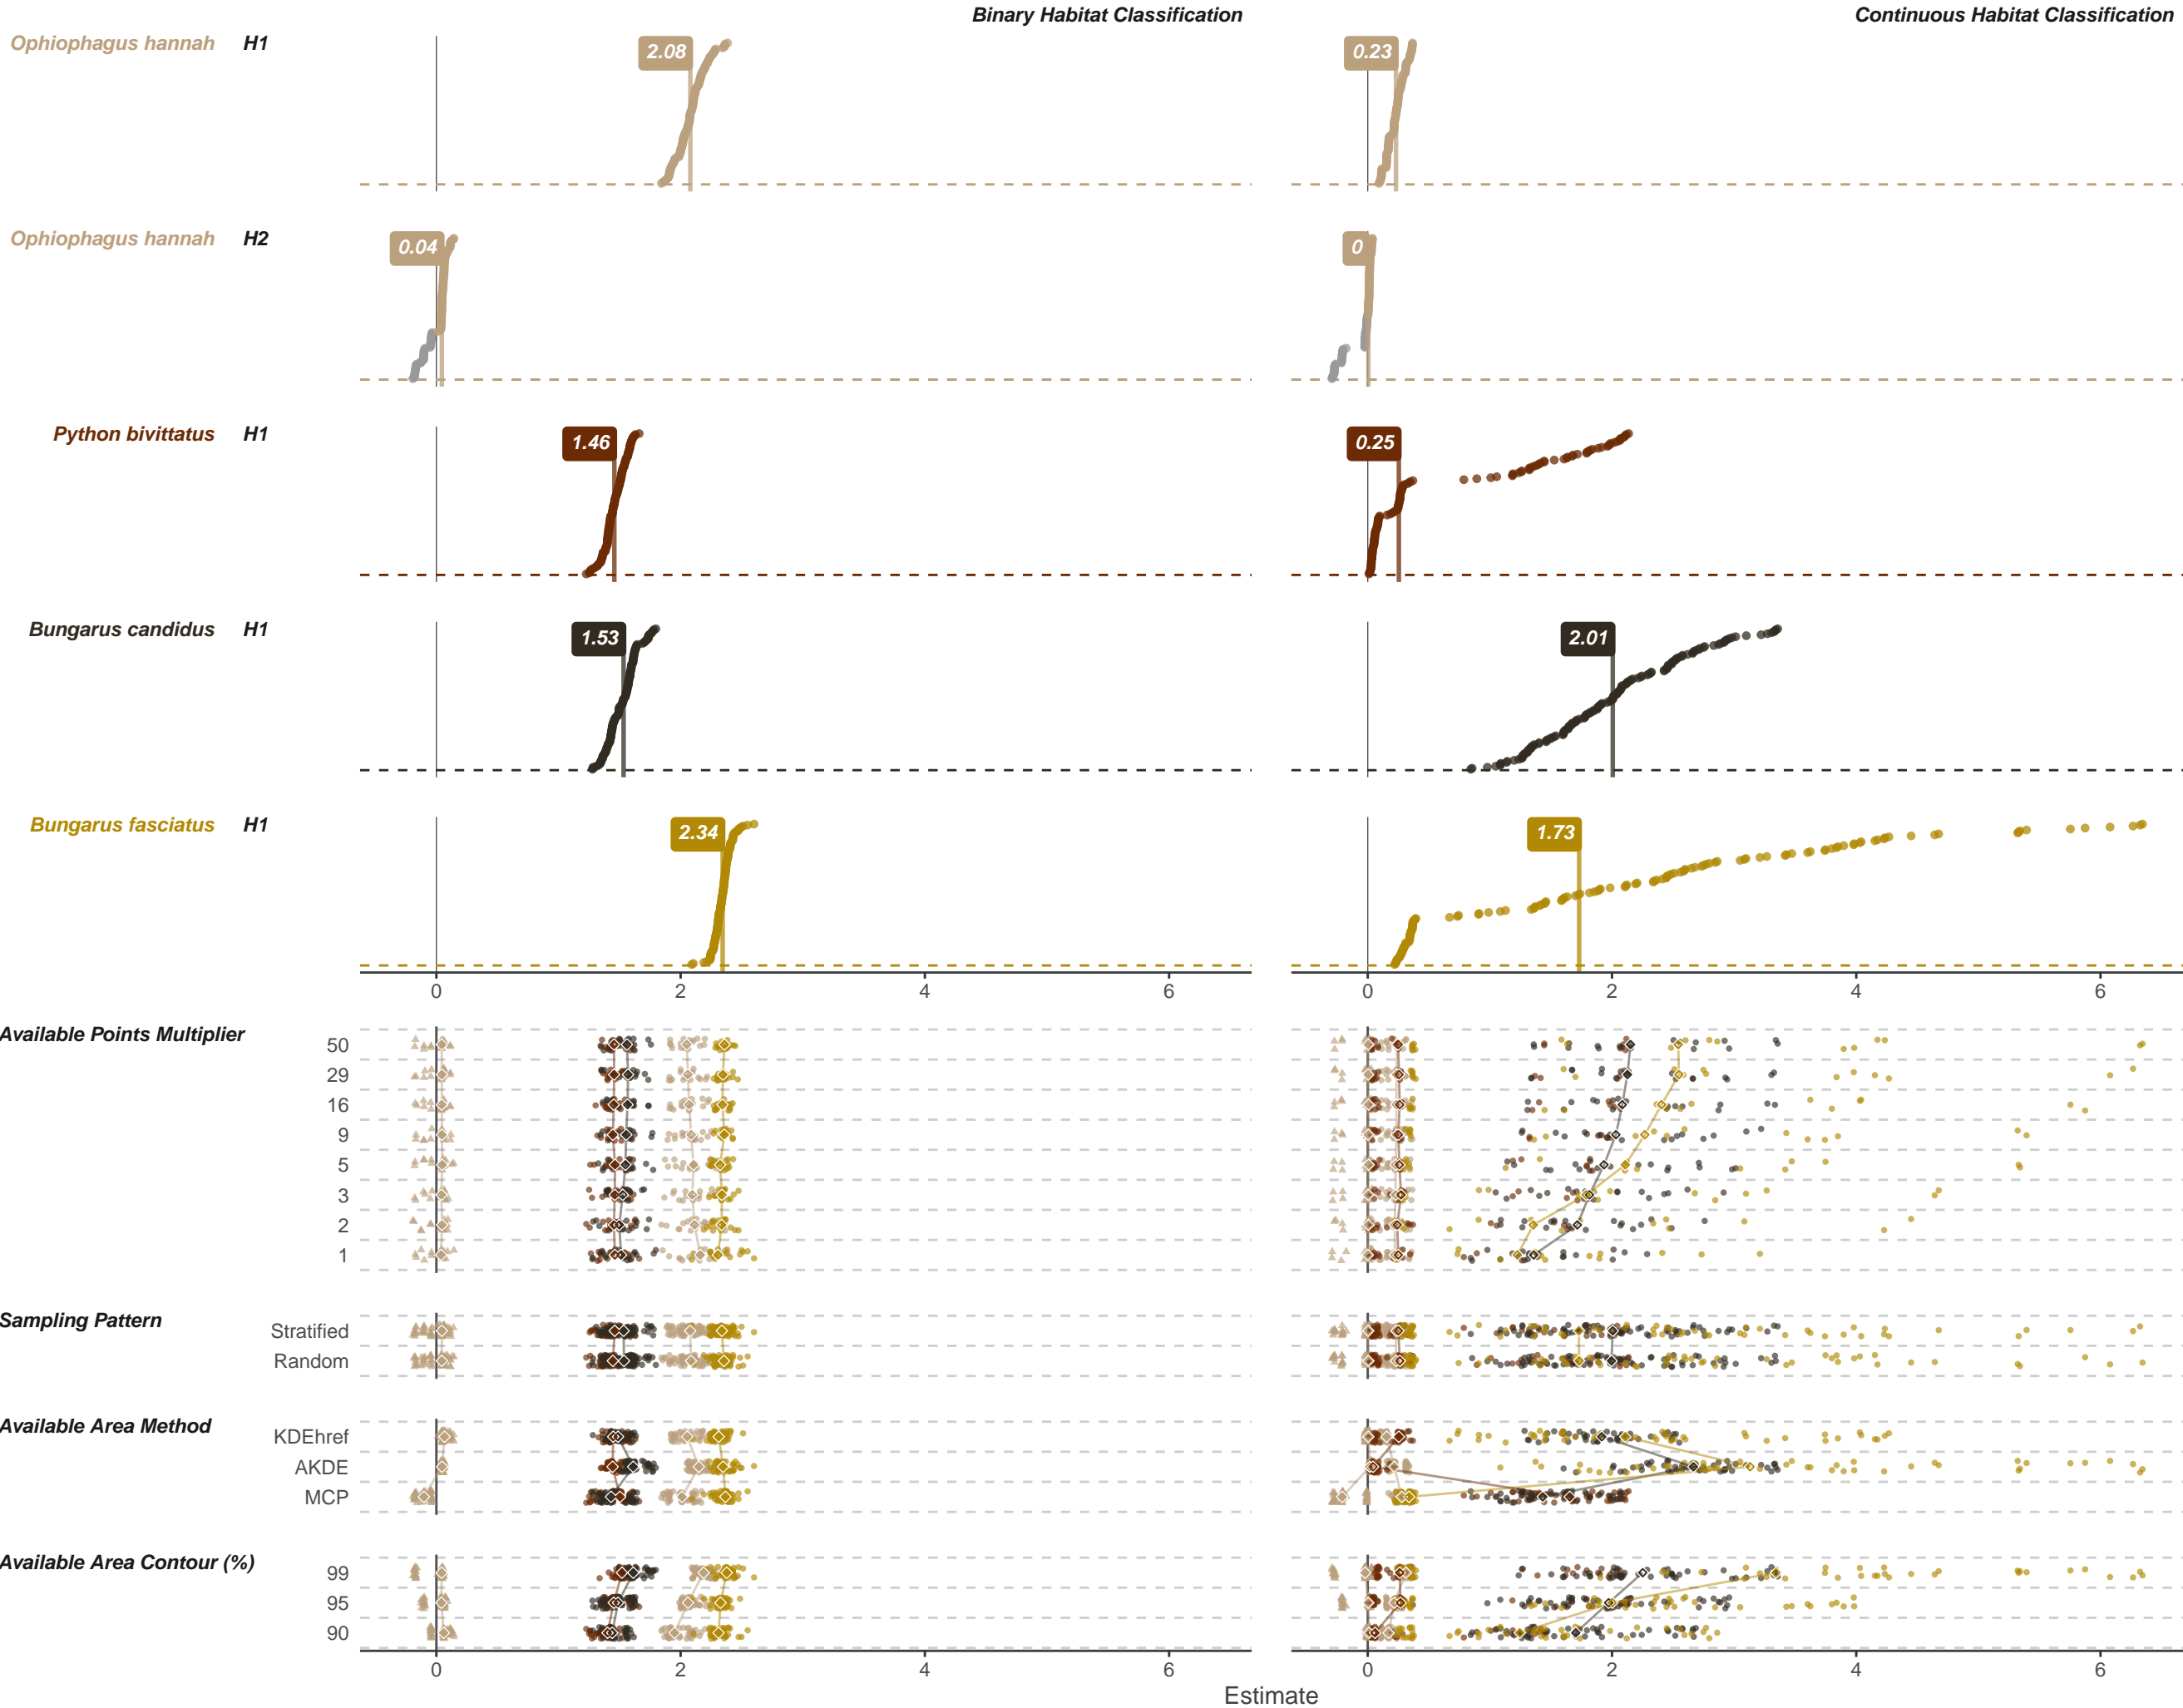 Binary Habitat Classification
Continuous Habitat Classification
Ophiophagus hannah H1
2.08
0.23
Ophiophagus hannah H2
0.04
0
Python bivittatus H1
1.46
0.25
Bungarus candidus H1
1.53
2.01
Bungarus fasciatus H1
2.34
1.73
0 2 4 6
0 2 4 6
Available Points Multiplier
50
29
16
9
5
3
2
1
Sampling Pattern
Stratified
Random
Available Area Method
KDEhref
AKDE
MCP
Available Area Contour (%)
99
95
90
0 2 4 6
0 2 4 6
Estimate